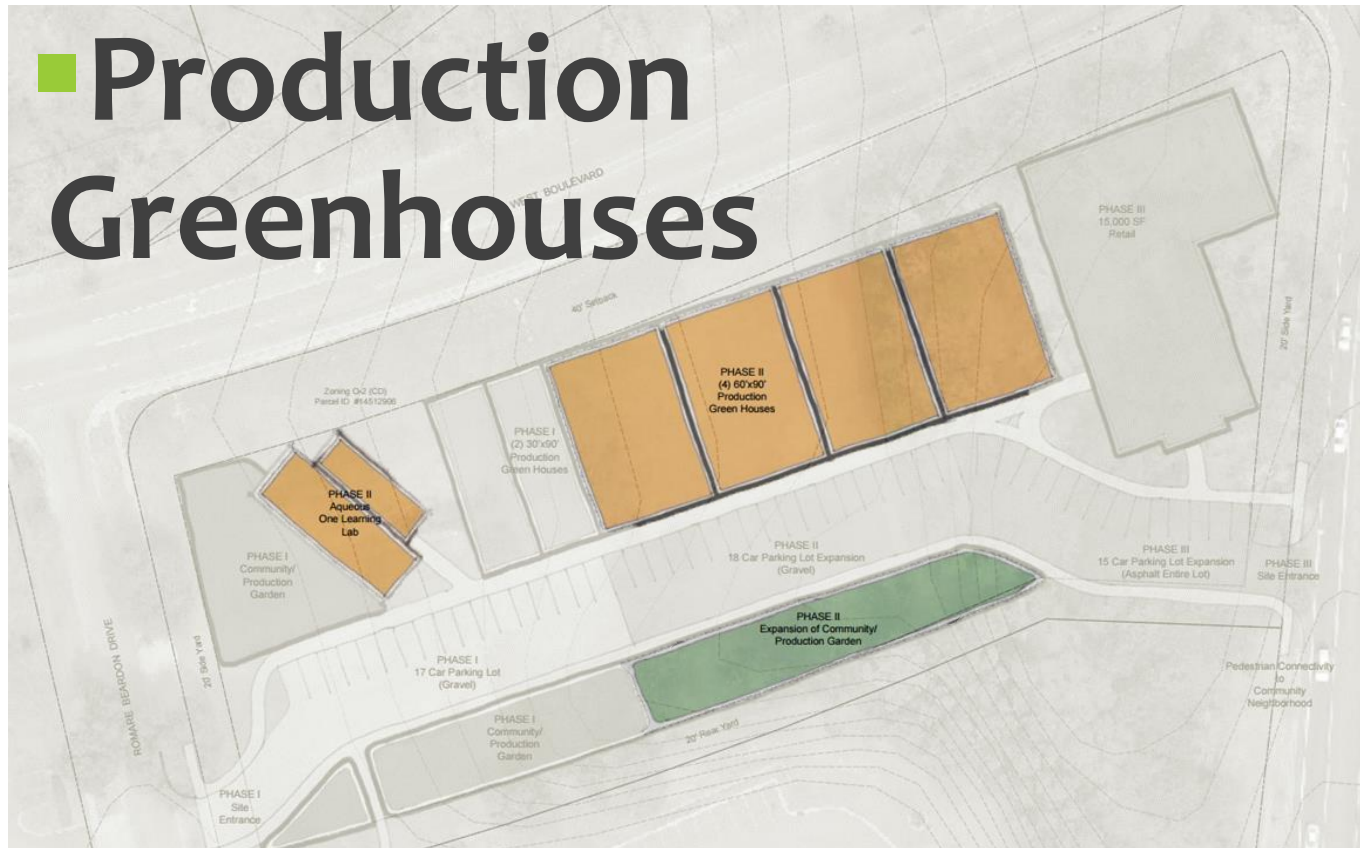 Production
Greenhouses
WEST BOULEVARD
40' Setback
PHASE III
15,000 SF
Retail
20' Side Yard
Zoning O-2 (CD)
Parcel ID #14512906
PHASE I
(2) 30'x90'
Production
Green Houses
PHASE II
(4) 60'x90'
Production
Green Houses
PHASE II
Aqueous
One Learning
Lab
PHASE I
Community/
Production
Garden
PHASE II
18 Car Parking Lot Expansion
(Gravel)
PHASE III
15 Car Parking Lot Expansion
(Asphalt Entire Lot)
PHASE III
Site Entrance
PHASE II
Expansion of Community/
Production Garden
ROMARE BEARDON DRIVE
20' Side Yard
PHASE I
17 Car Parking Lot
(Gravel)
Pedestrian Connectivity
to
Community
Neighborhood
PHASE I
Community/
Production
Garden
20' Rear Yard
PHASE I
Site
Entrance